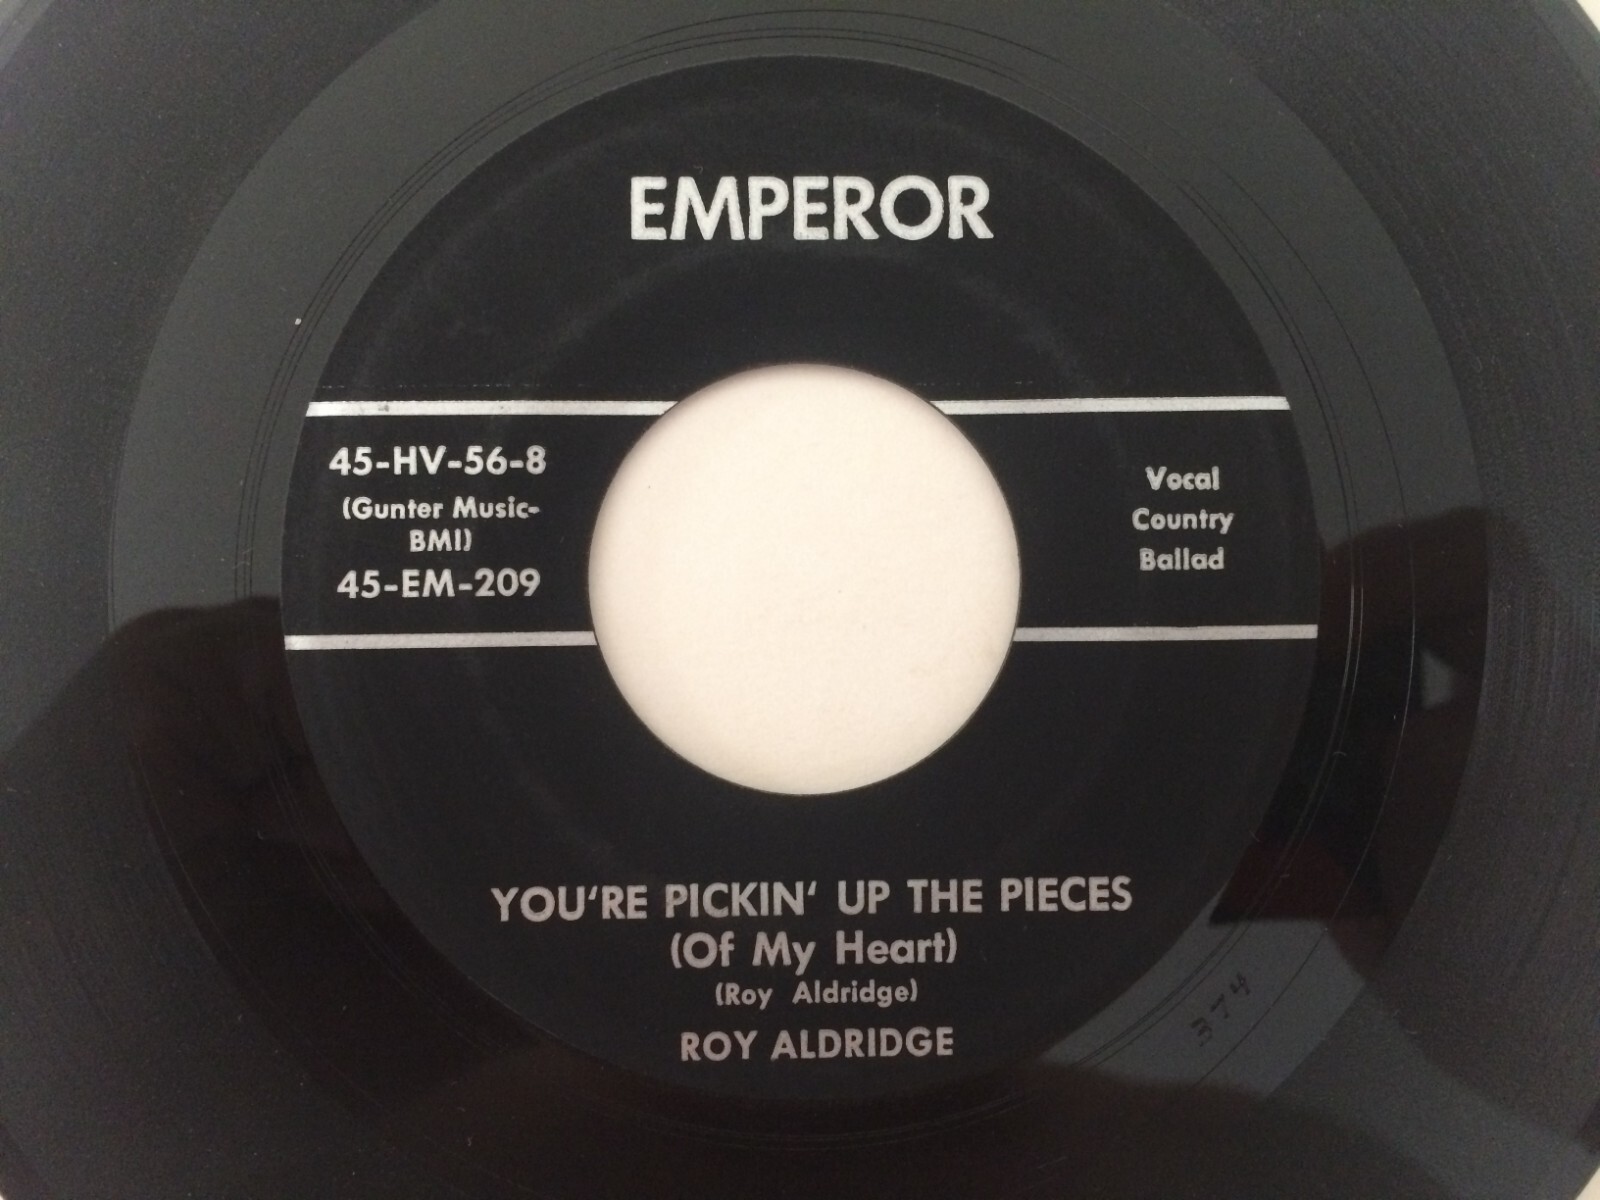 EMPEROR
45-HV-56-8
(Gunter Music-
BMI)
45-EM-209
Vocal
Country
Ballad
YOU'RE PICKIN' UP THE PIECES
(Of My Heart)
(Roy Aldridge)
ROY ALDRIDGE
374